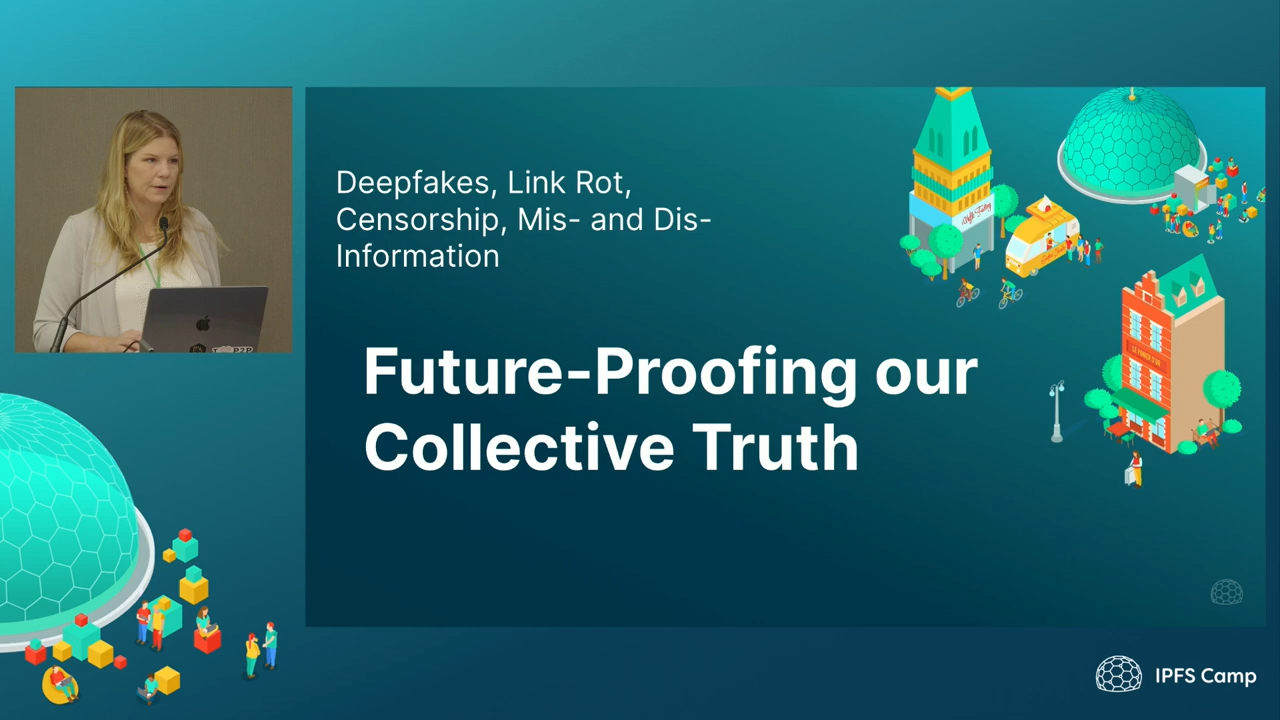 Deepfakes, Link Rot,
Censorship, Mis- and Dis-
Information
Future-Proofing our
Collective Truth
IPFS Camp